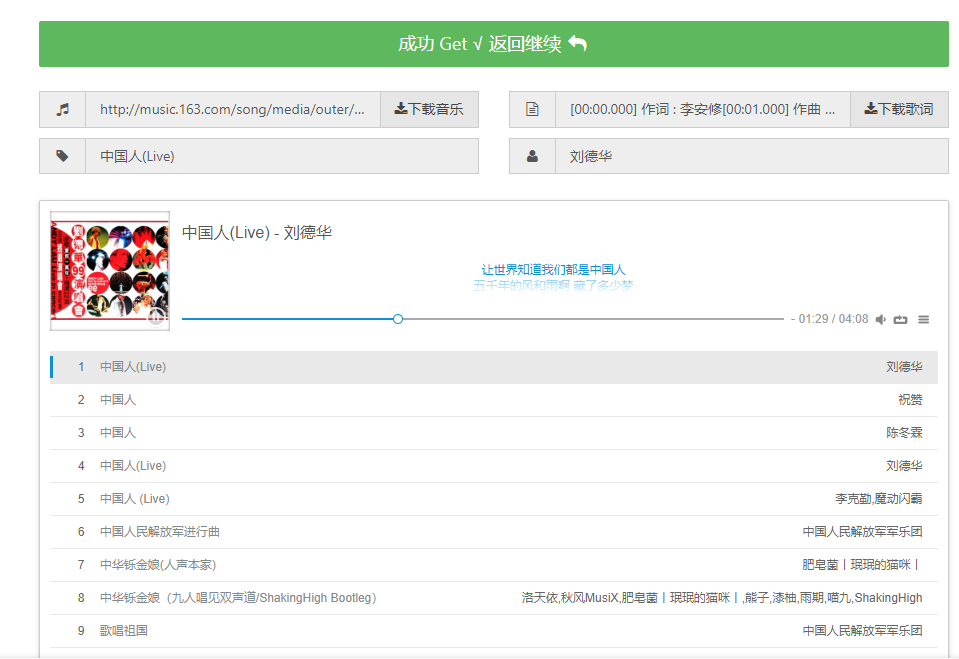 成功 Get √ 返回继续
http://music.163.com/song/media/outer/... 下载音乐
[00:00.000] 作词 : 李安修[00:01.000] 作曲 ... 下载歌词
中国人(Live)
刘德华
中国人(Live) - 刘德华
让世界知道我们都是中国人
五千年的风和雨啊 藏了多少梦
- 01:29 / 04:08
1 中国人(Live) 刘德华
2 中国人 祝赞
3 中国人 陈冬霖
4 中国人(Live) 刘德华
5 中国人 (Live) 李克勤,魔动闪霸
6 中国人民解放军进行曲 中国人民解放军军乐团
7 中华铄金娘(人声本家) 肥皂菌丨珉珉的猫咪丨
8 中华铄金娘（九人唱见双声道/ShakingHigh Bootleg） 洛天依,秋风MusiX,肥皂菌丨珉珉的猫咪丨,熊子,漆柚,雨期,喵九,ShakingHigh
9 歌唱祖国 中国人民解放军军乐团